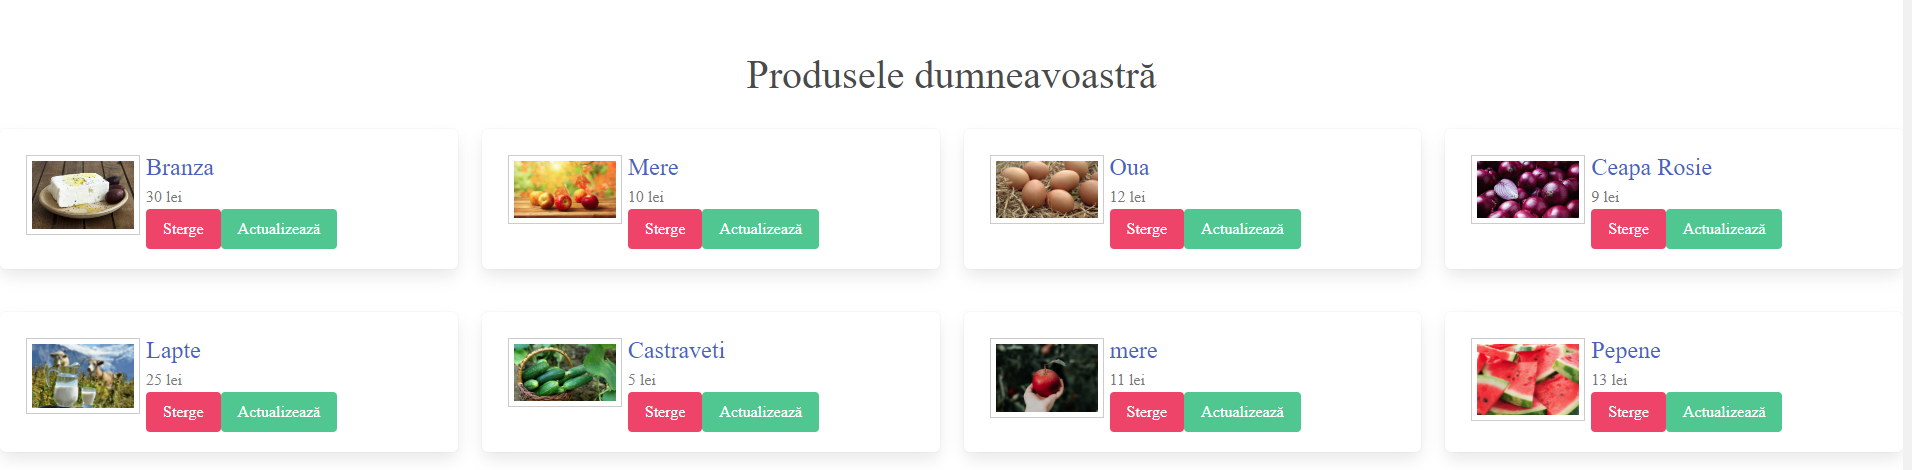 Produsele dumneavoastră
Branza
30 lei
Sterge Actualizează
Mere
10 lei
Sterge Actualizează
Oua
12 lei
Sterge Actualizează
Ceapa Rosie
9 lei
Sterge Actualizează
Lapte
25 lei
Sterge Actualizează
Castraveti
5 lei
Sterge Actualizează
mere
11 lei
Sterge Actualizează
Pepene
13 lei
Sterge Actualizează